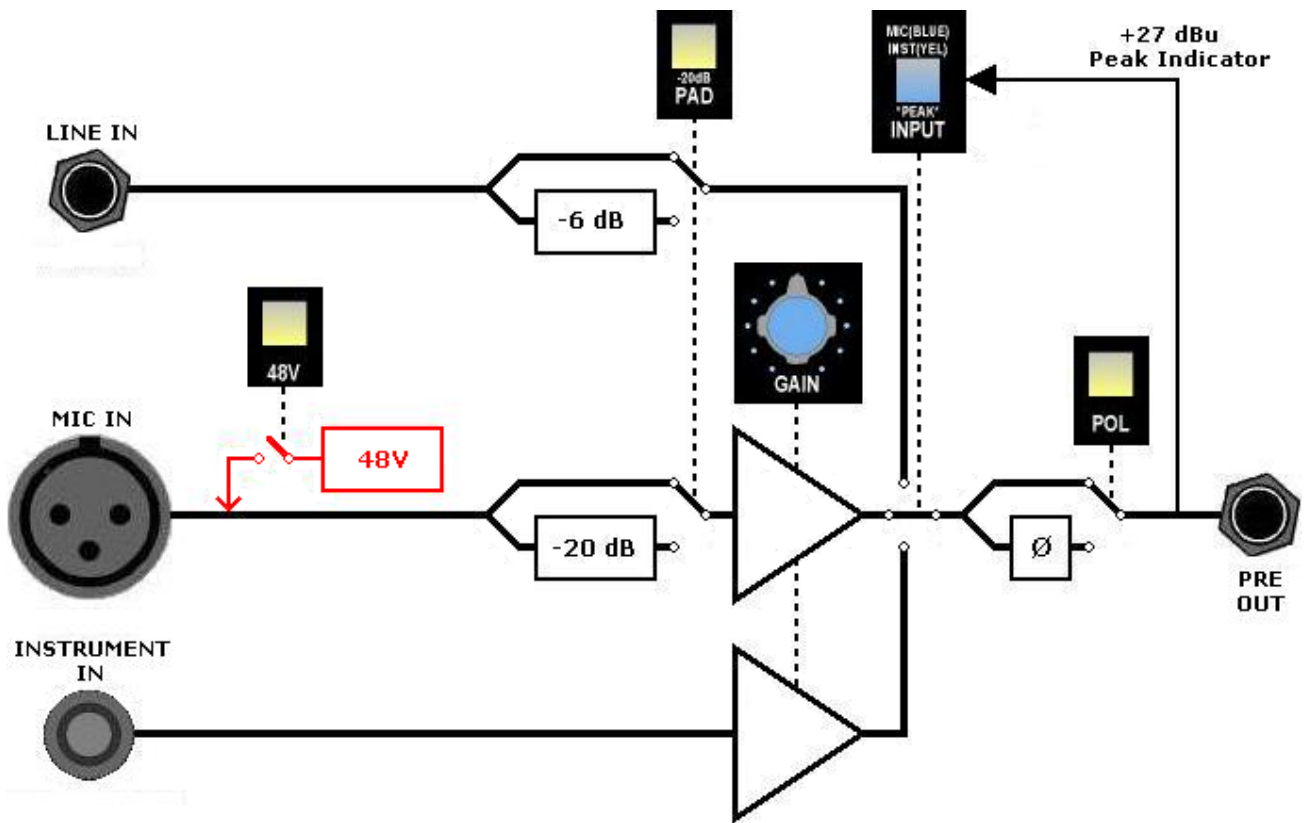 MIC(BLUE)
INST(YEL)
"PEAK"
INPUT
+27 dBu
Peak Indicator
-20dB
PAD
LINE IN
-6 dB
48V
GAIN
POL
MIC IN
48V
-20 dB
Ø
PRE
OUT
INSTRUMENT
IN